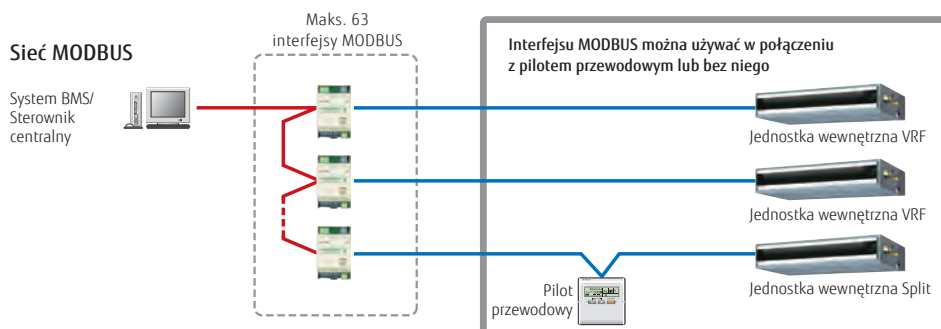 Sieć MODBUS
System BMS/
Sterownik
centralny
Maks. 63
interfejsy MODBUS
Interfejsu MODBUS można używać w połączeniu
z pilotem przewodowym lub bez niego
Jednostka wewnętrzna VRF
Jednostka wewnętrzna VRF
Jednostka wewnętrzna Split
Pilot
przewodowy